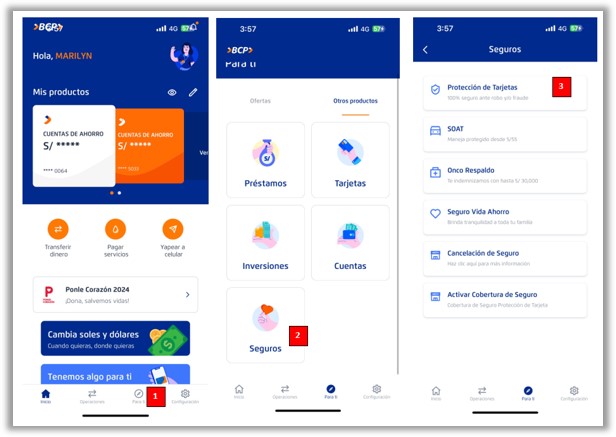 >BCP>
4G 57
Hola, MARILYN
Mis productos
CUENTAS DE AHORRO
S/ *****
**** 0064
CUENTAS DE AHORRO
S/ *****
Ver
Transferir
dinero
Pagar
servicios
Yapear a
celular
Ponle Corazón 2024
¡Dona, salvemos vidas!
Cambia soles y dólares
Cuando quieras, donde quieras
Tenemos algo para ti
Inicio
Operaciones
Para ti
1
Configuración
3:57
4G 57
>BCP>
Para ti
Ofertas
Otros productos
Préstamos
Tarjetas
Inversiones
Cuentas
Seguros
2
Inicio
Operaciones
Para ti
Configuración
3:57
4G 57
Seguros
Protección de Tarjetas
100% seguro ante robo y/o fraude
3
SOAT
Maneja protegido desde S/55
Onco Respaldo
Te indemnizamos con hasta S/ 30,000
Seguro Vida Ahorro
Brinda tranquilidad a toda tu familia
Cancelación de Seguro
Haz clic aquí para más información
Activar Cobertura de Seguro
Cobertura de Seguro Protección de Tarjeta
Inicio
Operaciones
Para ti
Configuración